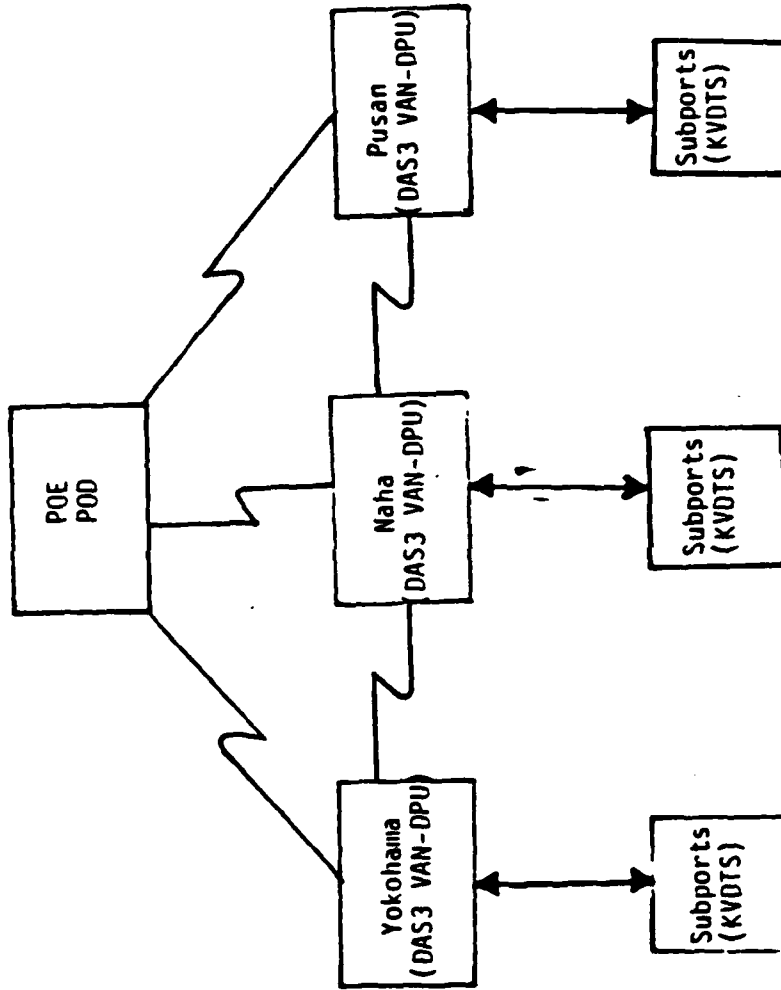 POE
POD
Yokohama
(DAS3 VAN-DPU)
Naha
(DAS3 VAN-DPU)
Pusan
(DAS3 VAN-DPU)
Subports
(KVDTS)
Subports
(KVDTS)
Subports
(KVDTS)